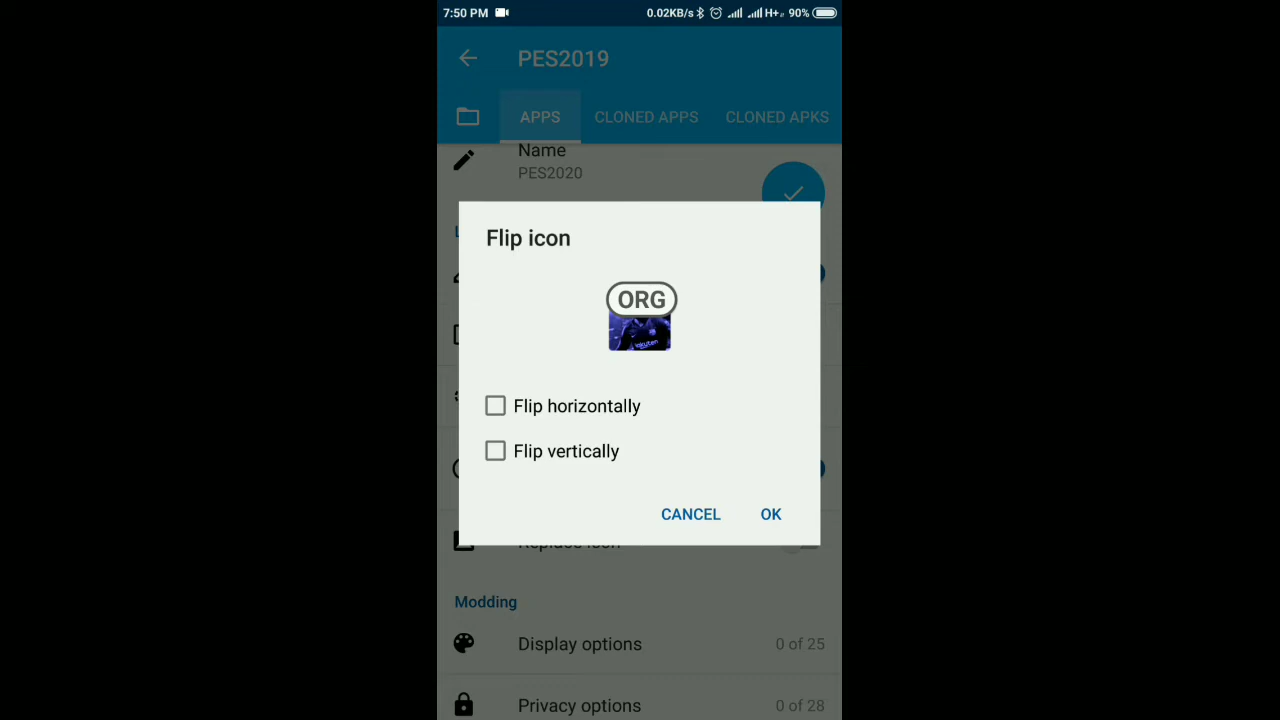 7:50 PM 0.02KB/s H+ 90%
PES2019
APPS CLONED APPS CLONED APKS
Name
PES2020
Flip icon
ORG
Rakuten
Flip horizontally
Flip vertically
CANCEL OK
Replace icon
Modding
Display options 0 of 25
Privacy options 0 of 28